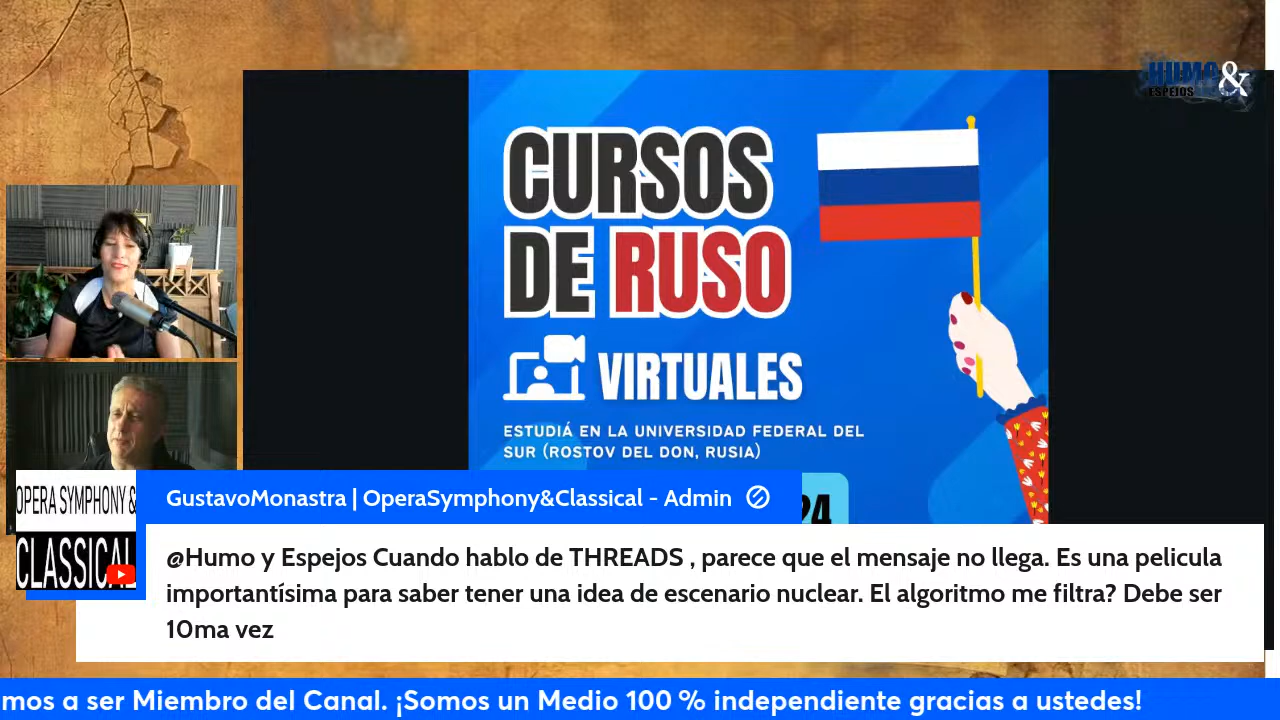 HUMO &
ESPEJOS
CURSOS
DE RUSO
VIRTUALES
ESTUDIÁ EN LA UNIVERSIDAD FEDERAL DEL
SUR (ROSTOV DEL DON, RUSIA)
24
OPERA SYMPHONY &
CLASSICAL
GustavoMonastra | OperaSymphony&Classical - Admin
@Humo y Espejos Cuando hablo de THREADS , parece que el mensaje no llega. Es una pelicula
importantísima para saber tener una idea de escenario nuclear. El algoritmo me filtra? Debe ser
10ma vez
mos a ser Miembro del Canal. ¡Somos un Medio 100 % independiente gracias a ustedes!